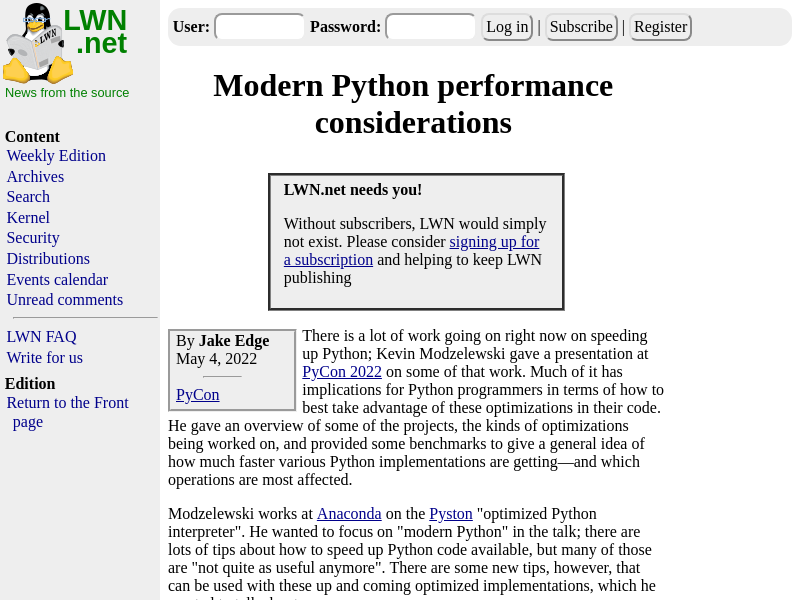 LWN
.net
News from the source
Content
Weekly Edition
Archives
Search
Kernel
Security
Distributions
Events calendar
Unread comments
LWN FAQ
Write for us
Edition
Return to the Front
page
User: Password: Log in | Subscribe | Register
Modern Python performance
considerations
LWN.net needs you!
Without subscribers, LWN would simply
not exist. Please consider signing up for
a subscription and helping to keep LWN
publishing
By Jake Edge
May 4, 2022
PyCon
There is a lot of work going on right now on speeding
up Python; Kevin Modzelewski gave a presentation at
PyCon 2022 on some of that work. Much of it has
implications for Python programmers in terms of how to
best take advantage of these optimizations in their code.
He gave an overview of some of the projects, the kinds of optimizations
being worked on, and provided some benchmarks to give a general idea of
how much faster various Python implementations are getting—and which
operations are most affected.
Modzelewski works at Anaconda on the Pyston "optimized Python
interpreter". He wanted to focus on "modern Python" in the talk; there are
lots of tips about how to speed up Python code available, but many of those
are "not quite as useful anymore". There are some new tips, however, that
can be used with these up and coming optimized implementations, which he